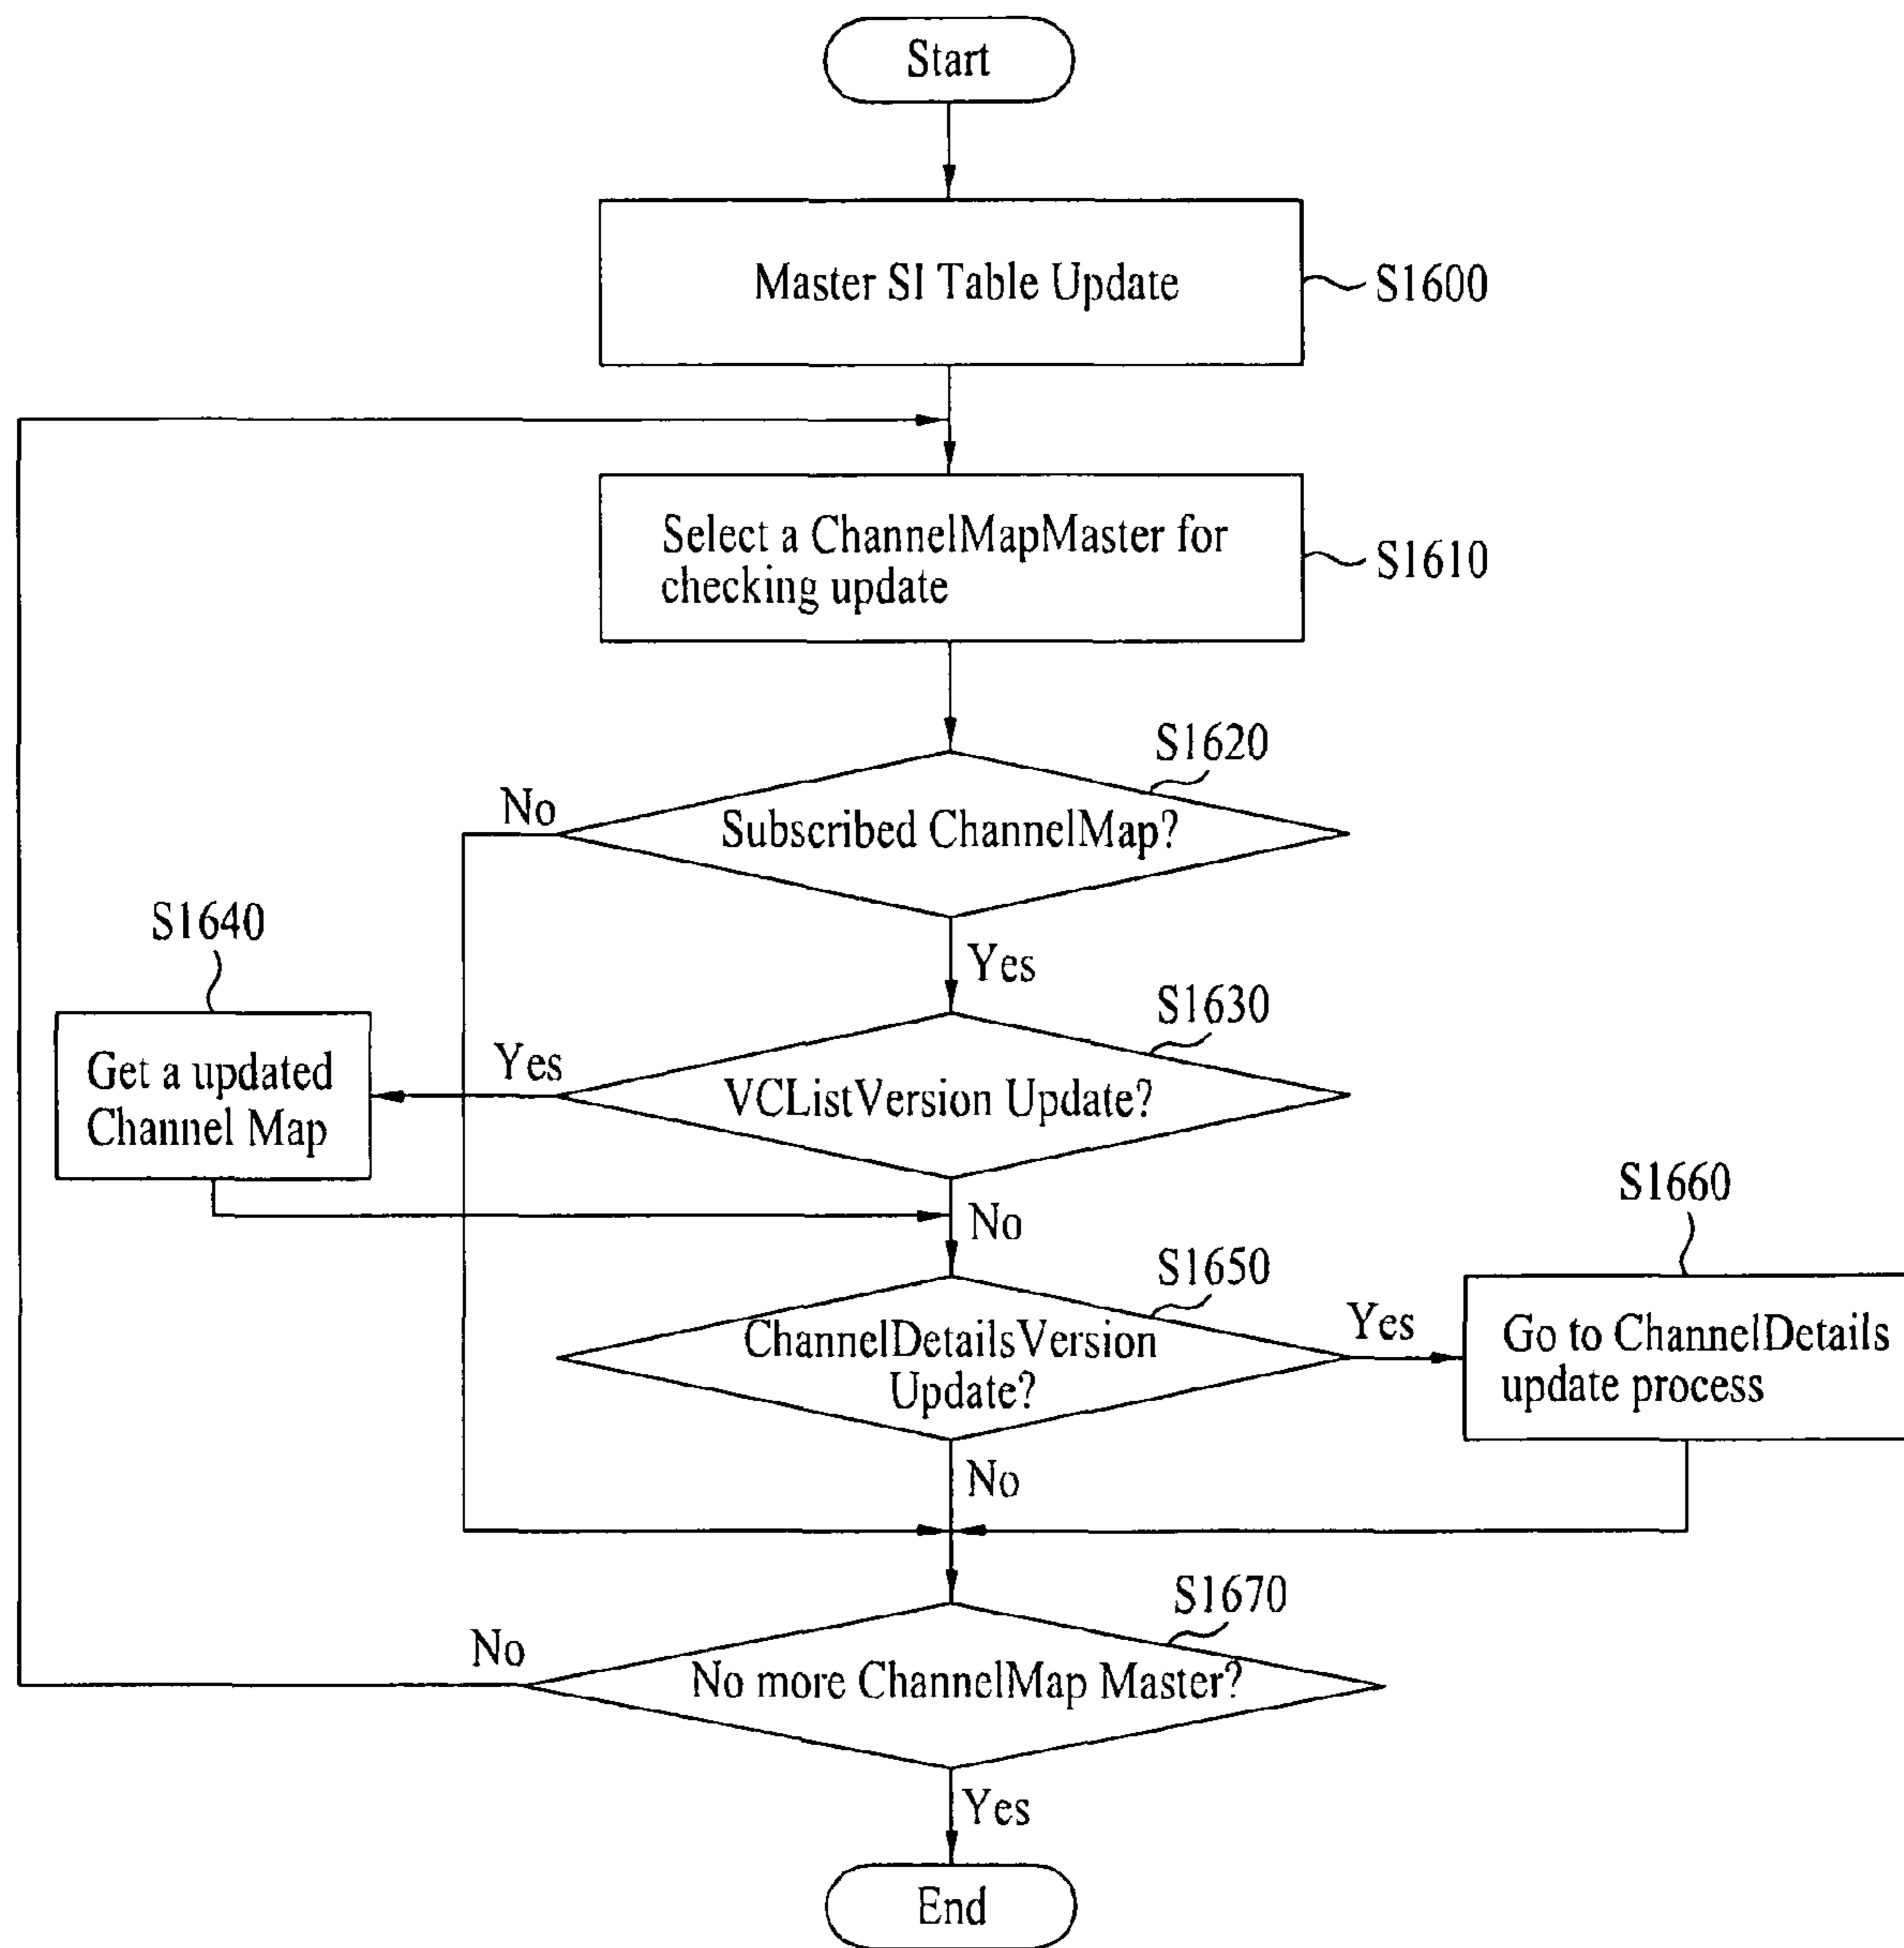 Start
Master SI Table Update
S1600
Select a ChannelMapMaster for
checking update
S1610
S1620
No
Subscribed ChannelMap?
S1640
Yes
S1630
Get a updated
Channel Map
Yes
VCListVersion Update?
No
S1660
S1650
ChannelDetailsVersion
Update?
Yes
Go to ChannelDetails
update process
No
S1670
No
No more ChannelMap Master?
Yes
End